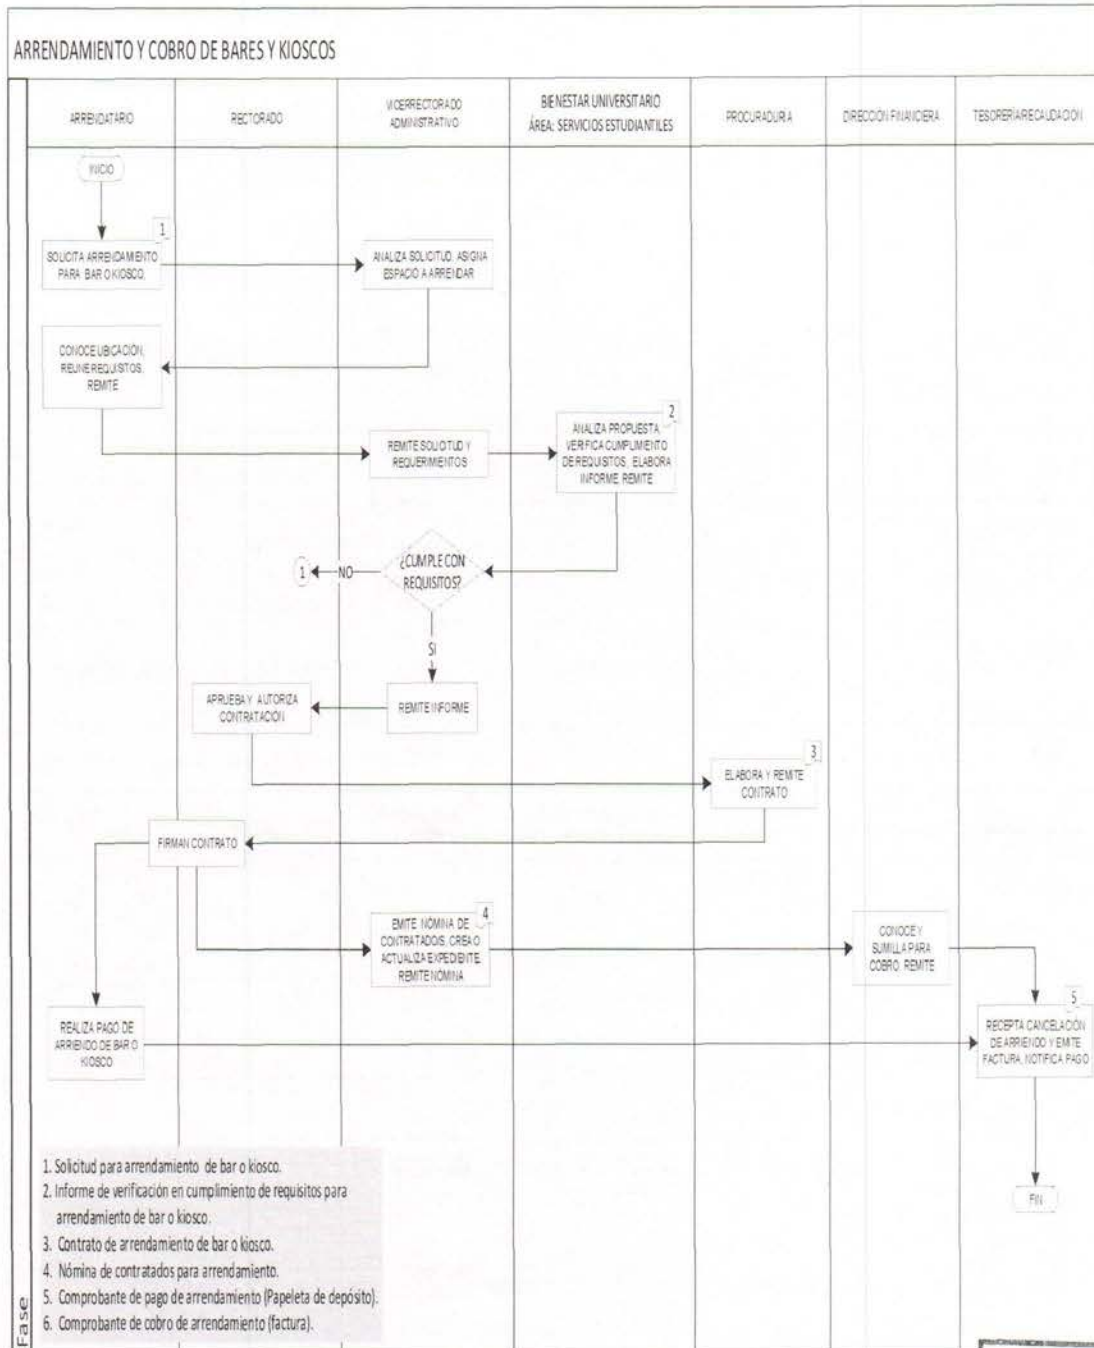 ARRENDAMIENTO Y COBRO DE BARES Y KIOSCOS
ARRENDATARIO
RECTORADO
VICERRECTORADO
ADMINISTRATIVO
BIENESTAR UNIVERSITARIO
ÁREA: SERVICIOS ESTUDIANTILES
PROCURADURÍA
DIRECCIÓN FINANCIERA
TESORERÍA/RECAUDACIÓN
INICIO
1
SOLICITA ARRENDAMIENTO
PARA BAR O KIOSCO,
ANALIZA SOLICITUD, ASIGNA
ESPACIO A ARRENDAR
CONOCE UBICACIÓN,
REÚNE REQUISITOS,
REMITE
REMITE SOLICITUD Y
REQUERIMIENTOS
2
ANALIZA PROPUESTA,
VERIFICA CUMPLIMIENTO
DE REQUISITOS, ELABORA
INFORME, REMITE
¿CUMPLE CON
REQUISITOS?
NO
1
SI
REMITE INFORME
APRUEBA Y AUTORIZA
CONTRATACIÓN
3
ELABORA Y REMITE
CONTRATO
FIRMAN CONTRATO
4
EMITE NÓMINA DE
CONTRATADOS, CREA O
ACTUALIZA EXPEDIENTE,
REMITE NÓMINA
CONOCE Y
SUMILLA PARA
COBRO, REMITE
REALIZA PAGO DE
ARRIENDO DE BAR O
KIOSCO
5
RECEPTA CANCELACIÓN
DE ARRIENDO Y EMITE
FACTURA, NOTIFICA PAGO
FIN
1. Solicitud para arrendamiento de bar o kiosco.
2. Informe de verificación en cumplimiento de requisitos para
arrendamiento de bar o kiosco.
3. Contrato de arrendamiento de bar o kiosco.
4. Nómina de contratados para arrendamiento.
5. Comprobante de pago de arrendamiento (Papeleta de depósito).
6. Comprobante de cobro de arrendamiento (factura).
Fase